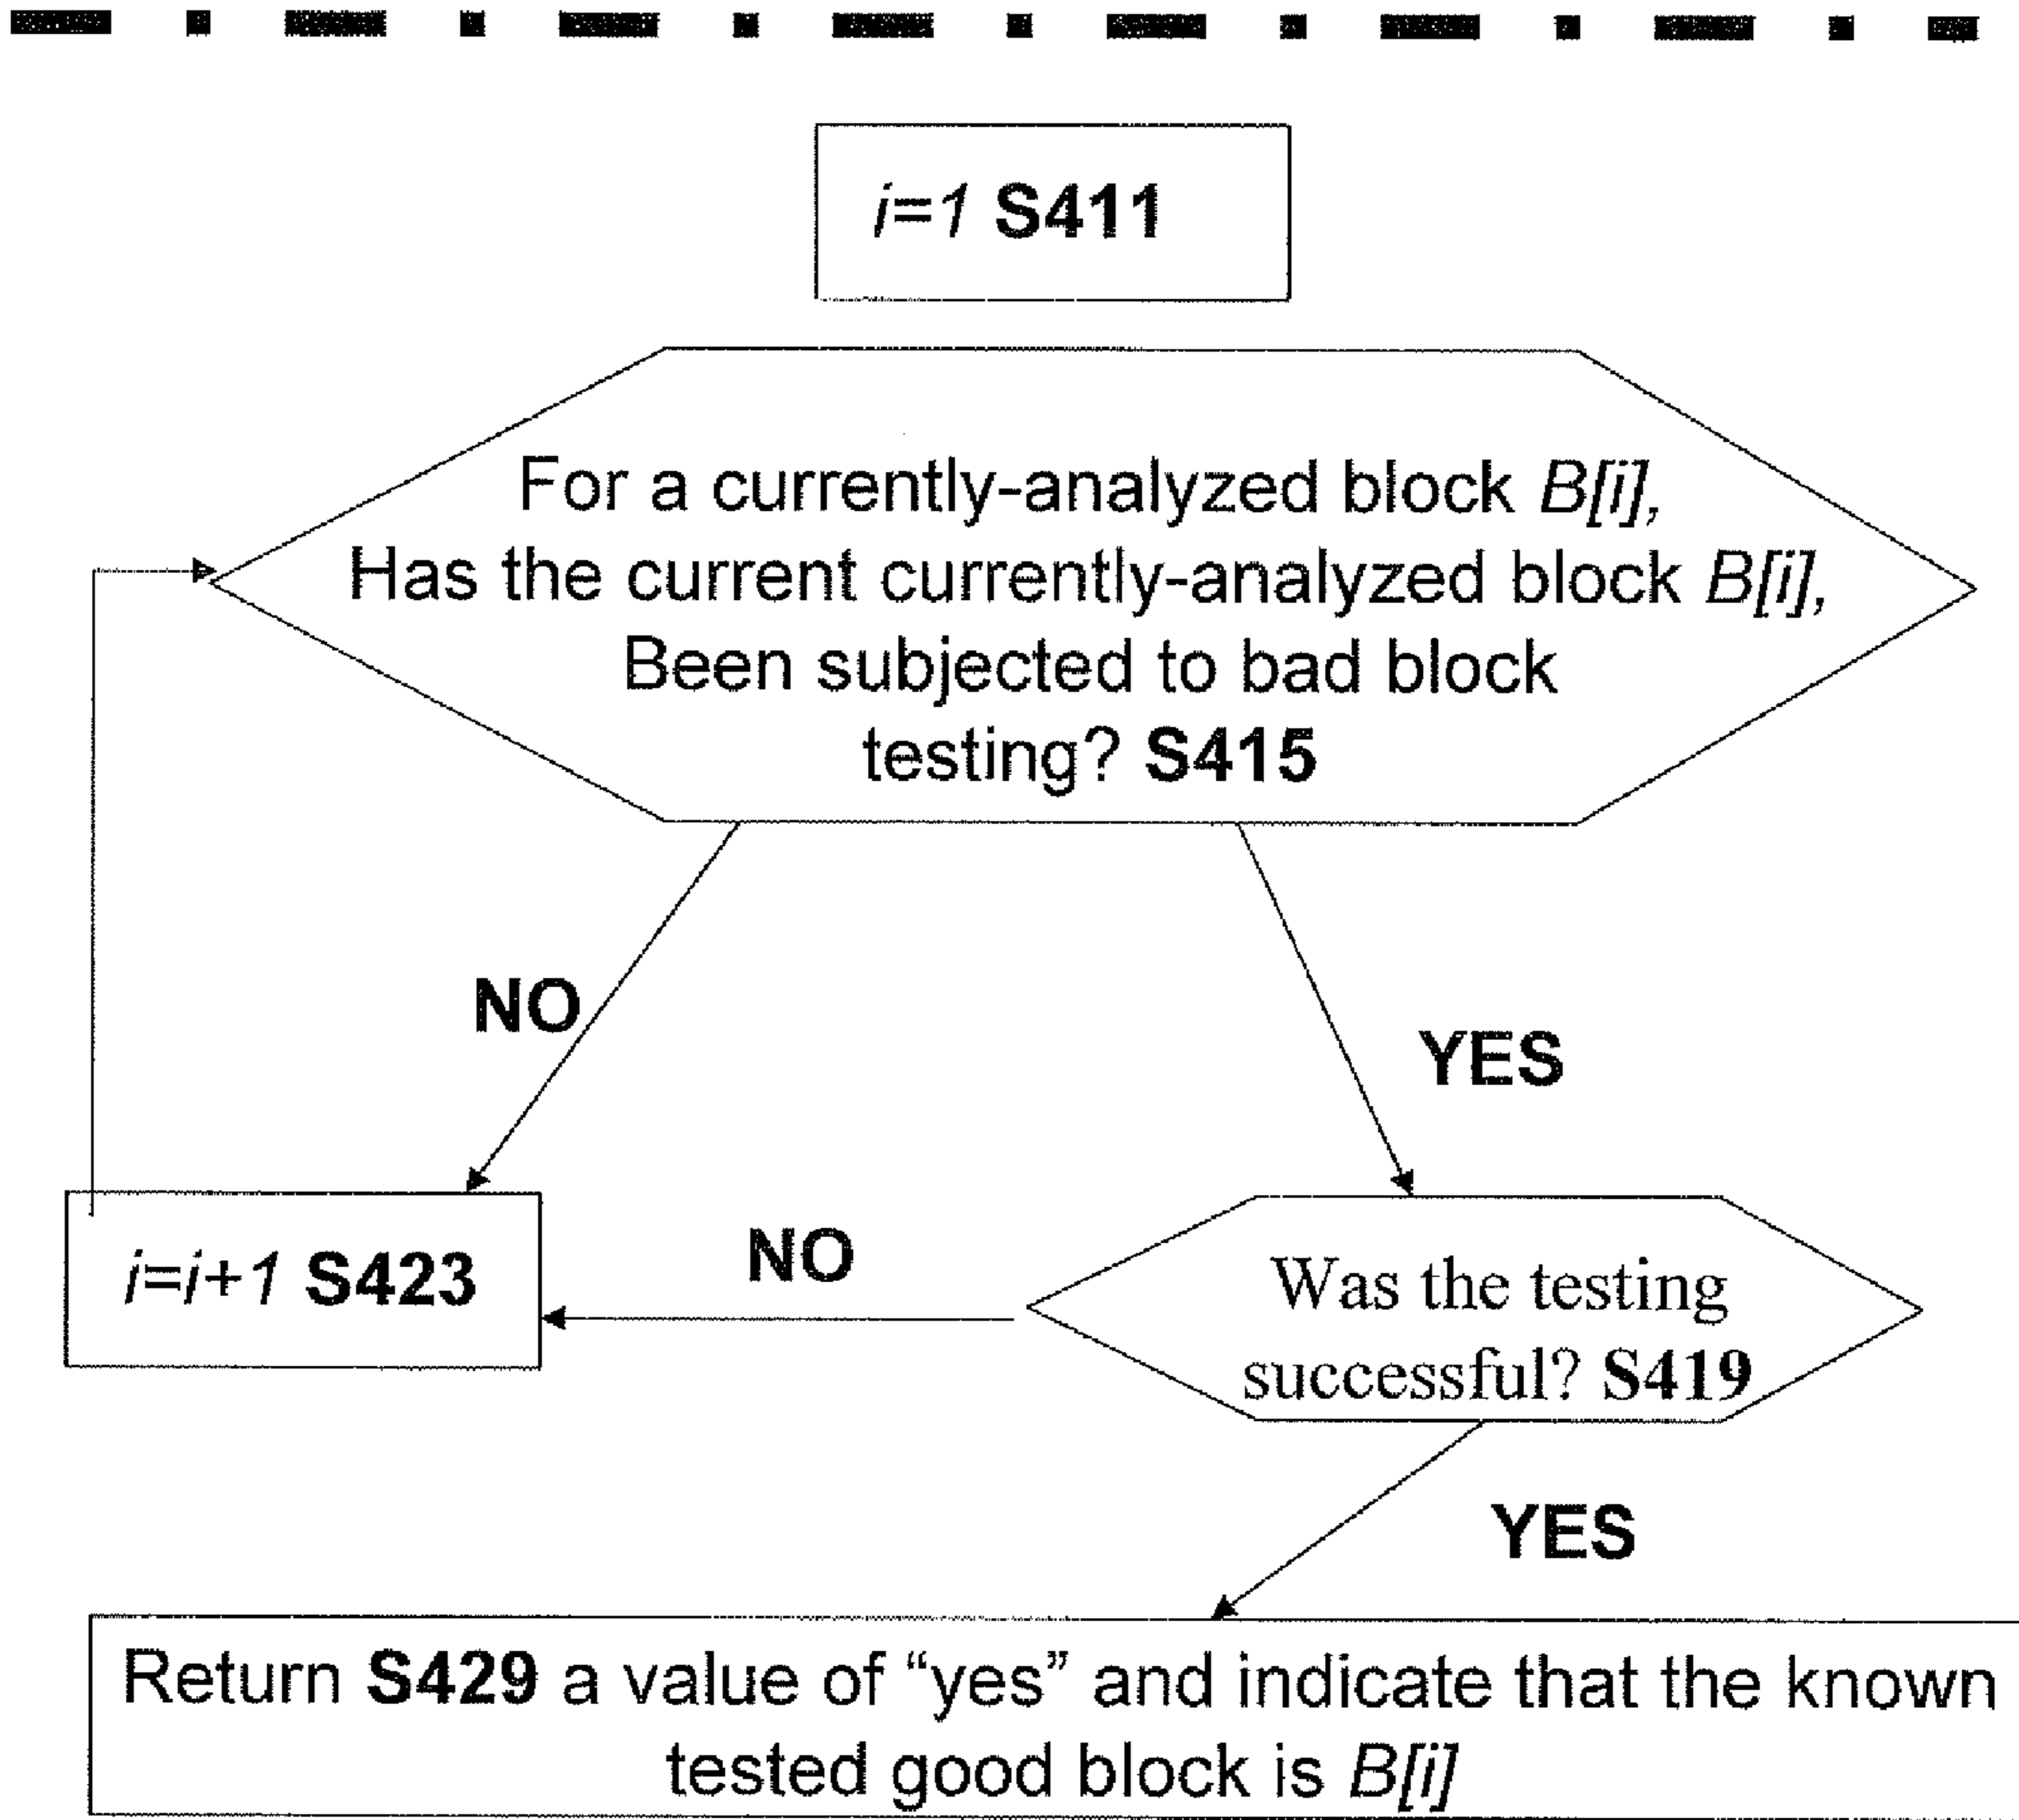 i=1 S411
For a currently-analyzed block B[i],
Has the current currently-analyzed block B[i],
Been subjected to bad block
testing? S415
NO
YES
i=i+1 S423
NO
Was the testing
successful? S419
YES
Return S429 a value of “yes” and indicate that the known
tested good block is B[i]